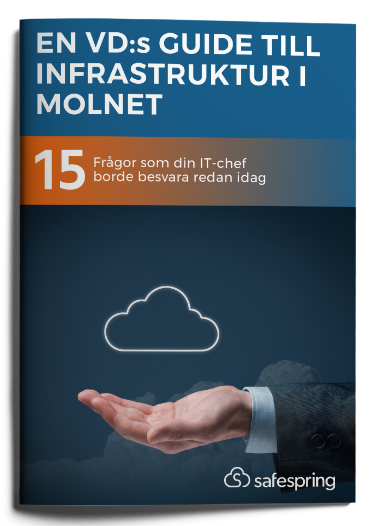 EN VD:s GUIDE TILL
INFRASTRUKTUR I
MOLNET
15
Frågor som din IT-chef
borde besvara redan idag
safespring